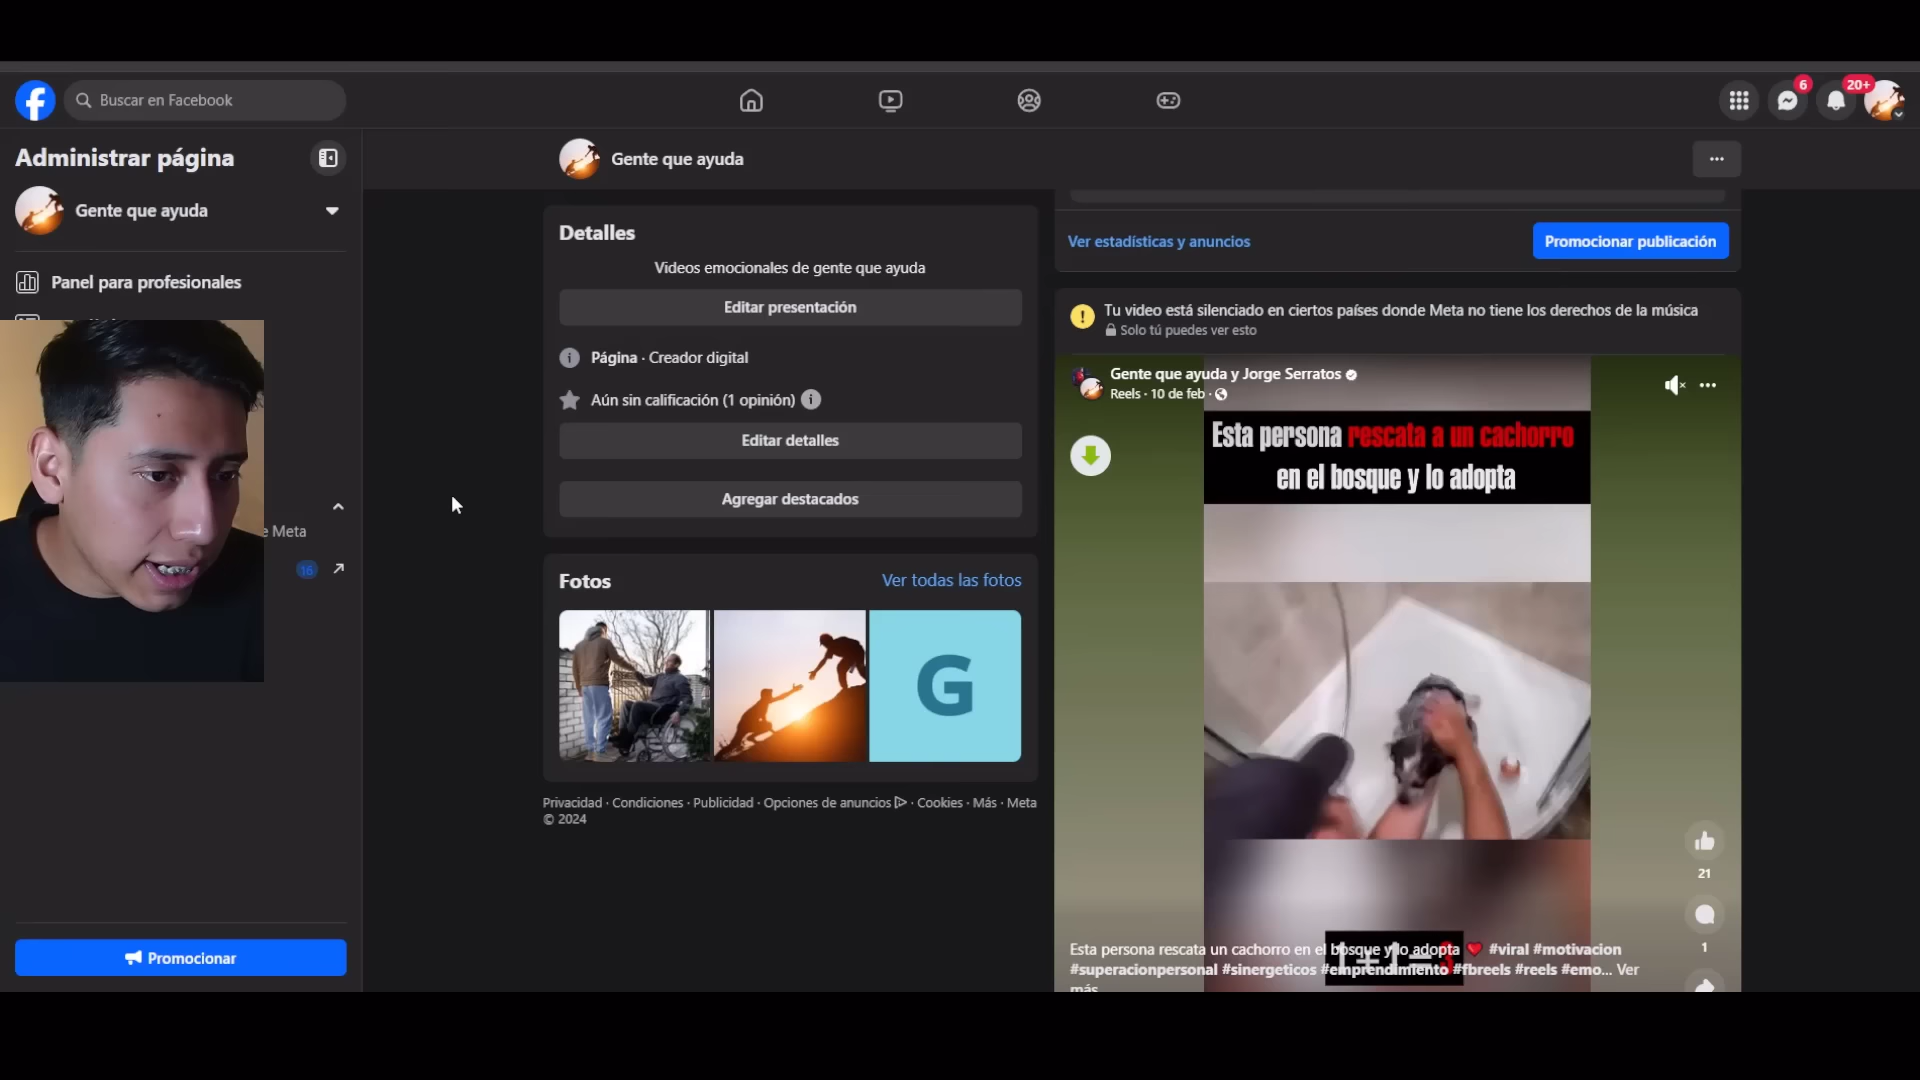 Buscar en Facebook
6
20+
Administrar página
Gente que ayuda
Gente que ayuda
Panel para profesionales
e Meta
16
Promocionar
Detalles
Videos emocionales de gente que ayuda
Editar presentación
Página · Creador digital
Aún sin calificación (1 opinión)
Editar detalles
Agregar destacados
Fotos
Ver todas las fotos
G
Privacidad · Condiciones · Publicidad · Opciones de anuncios · Cookies · Más · Meta
© 2024
Ver estadísticas y anuncios
Promocionar publicación
Tu video está silenciado en ciertos países donde Meta no tiene los derechos de la música
Solo tú puedes ver esto
Gente que ayuda y Jorge Serratos
Reels · 10 de feb ·
Esta persona rescata a un cachorro
en el bosque y lo adopta
21
1
Esta persona rescata un cachorro en el bosque y lo adopta ❤️ #viral #motivacion
#superacionpersonal #sinergeticos #emprendimiento #fbreels #reels #emo... Ver
más
1 + 1 = 3